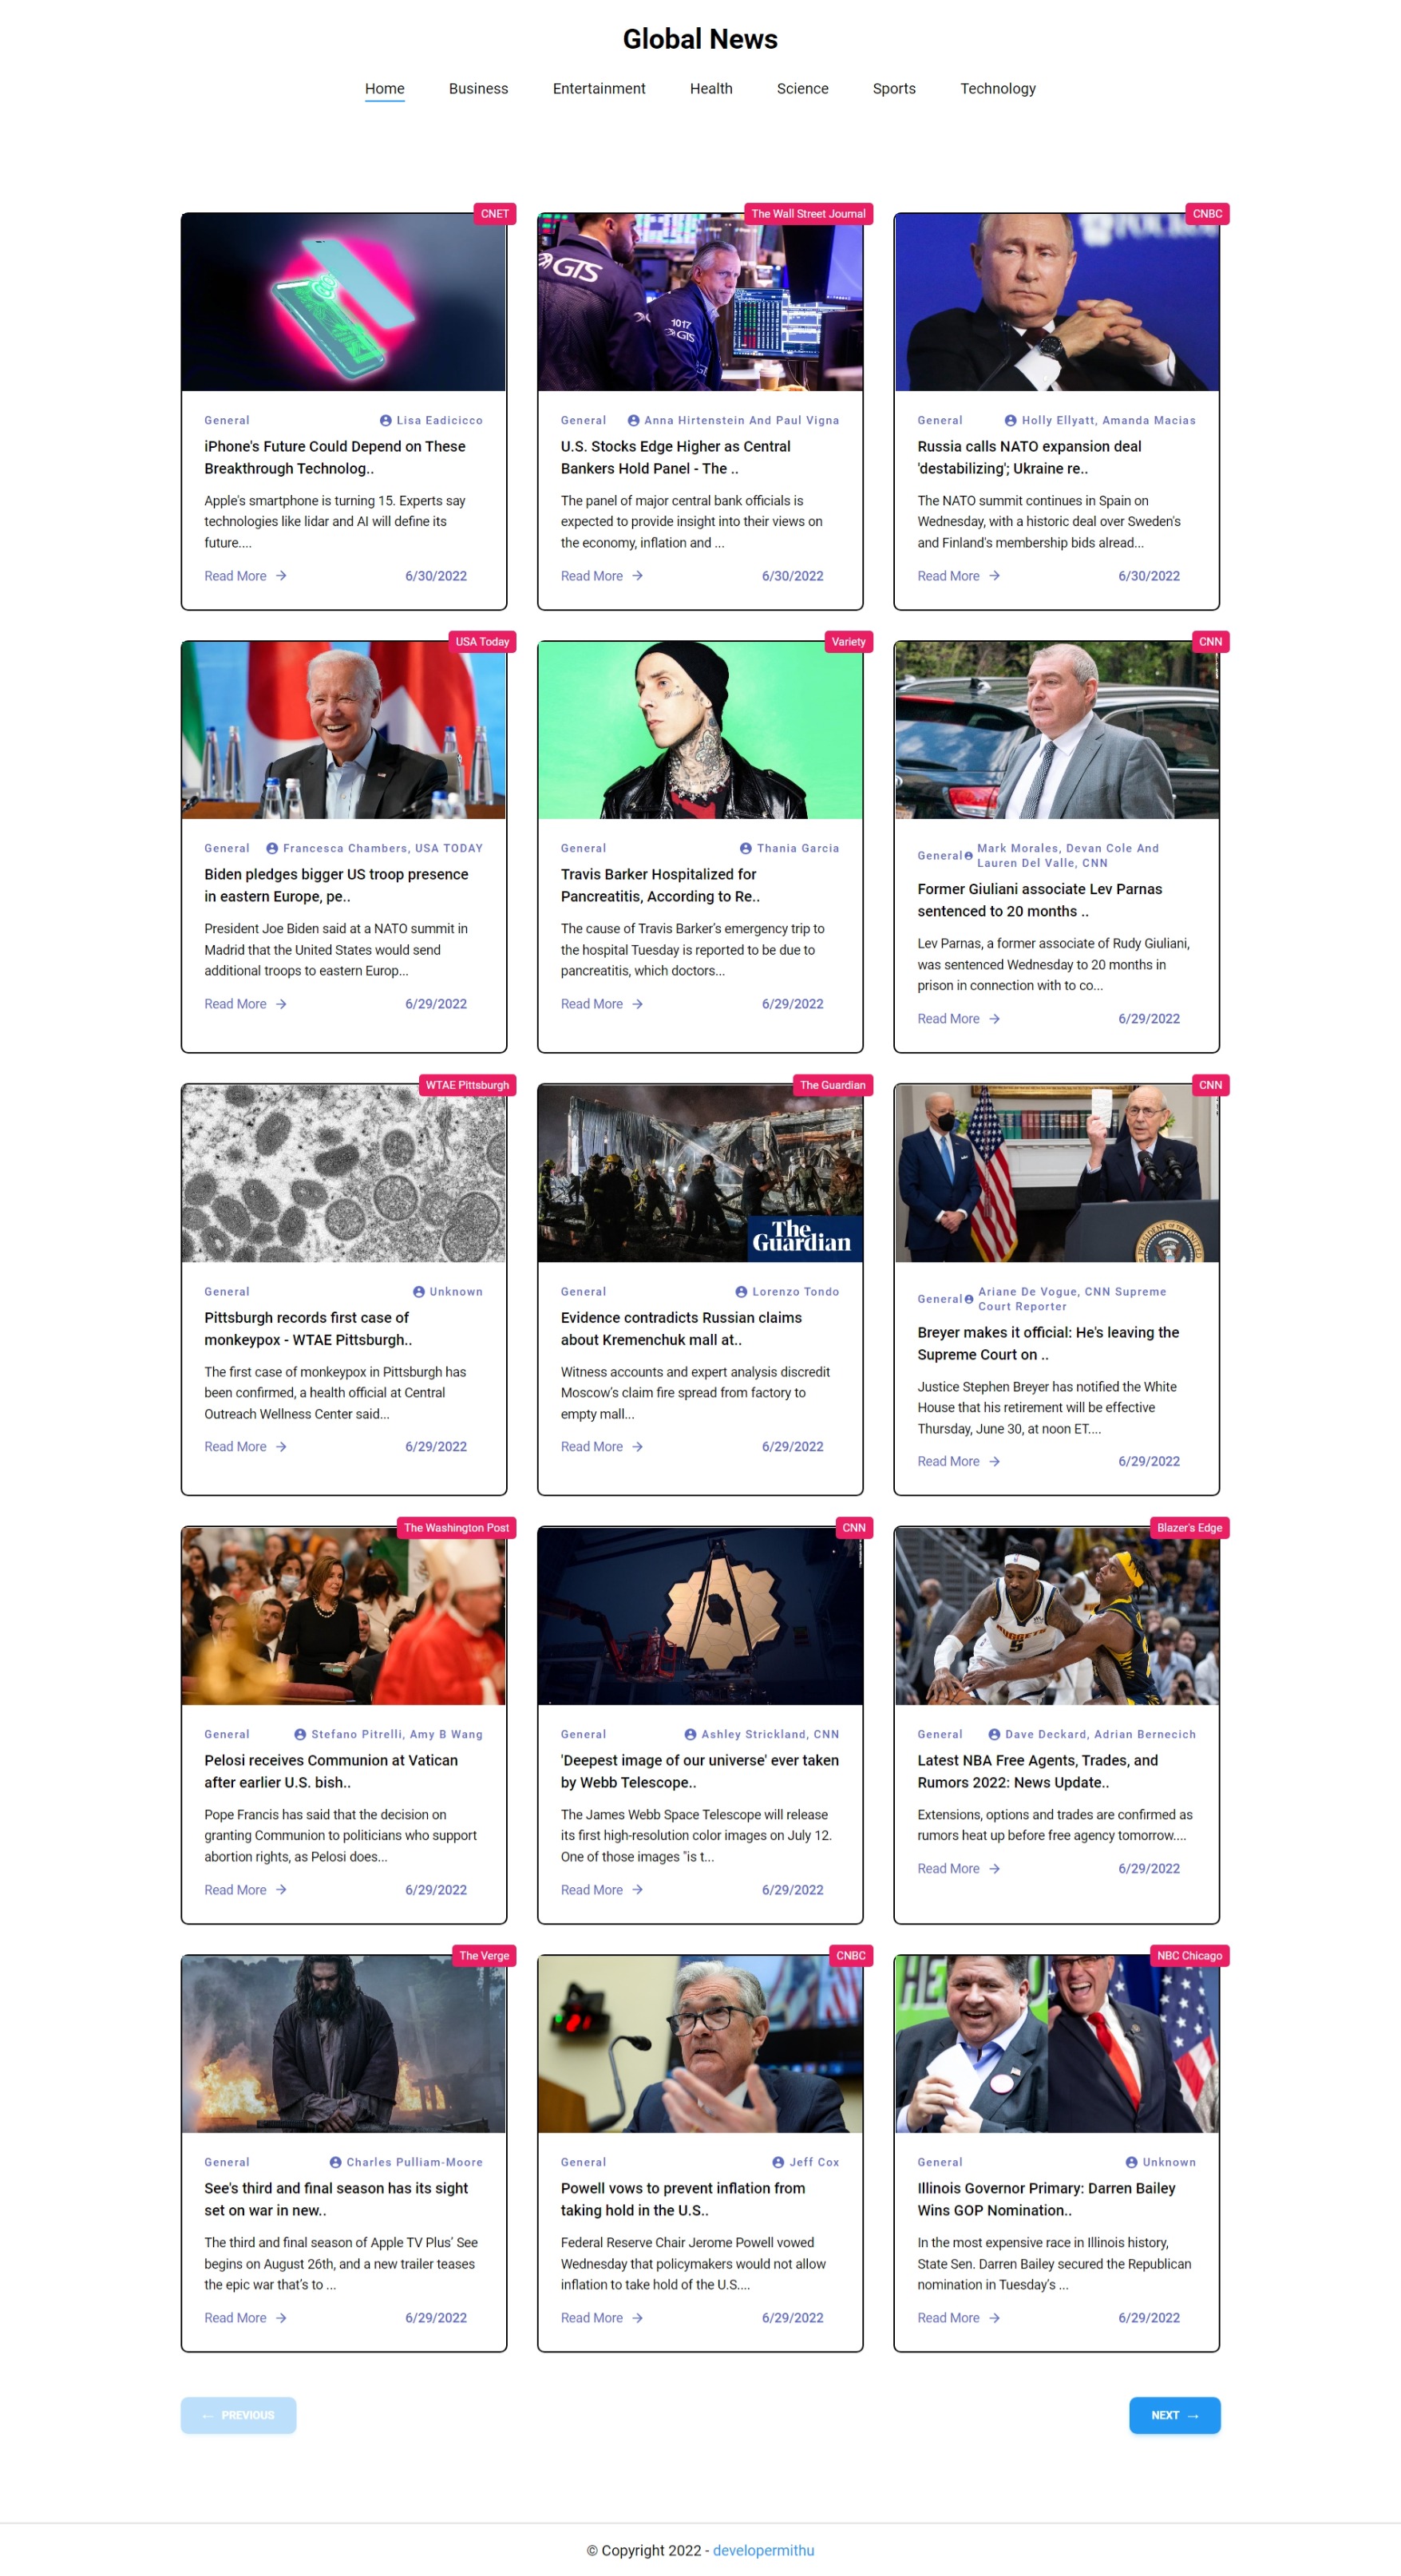 Global News
Home Business Entertainment Health Science Sports Technology
CNET
General Lisa Eadicicco
iPhone's Future Could Depend on These
Breakthrough Technolog..
Apple's smartphone is turning 15. Experts say
technologies like lidar and AI will define its
future....
Read More → 6/30/2022
The Wall Street Journal
GTS
1017
GTS
General Anna Hirtenstein And Paul Vigna
U.S. Stocks Edge Higher as Central
Bankers Hold Panel - The ..
The panel of major central bank officials is
expected to provide insight into their views on
the economy, inflation and ...
Read More → 6/30/2022
CNBC
General Holly Ellyatt, Amanda Macias
Russia calls NATO expansion deal
'destabilizing'; Ukraine re..
The NATO summit continues in Spain on
Wednesday, with a historic deal over Sweden's
and Finland's membership bids alread...
Read More → 6/30/2022
USA Today
General Francesca Chambers, USA TODAY
Biden pledges bigger US troop presence
in eastern Europe, pe..
President Joe Biden said at a NATO summit in
Madrid that the United States would send
additional troops to eastern Europ...
Read More → 6/29/2022
Variety
General Thania Garcia
Travis Barker Hospitalized for
Pancreatitis, According to Re..
The cause of Travis Barker's emergency trip to
the hospital Tuesday is reported to be due to
pancreatitis, which doctors...
Read More → 6/29/2022
CNN
General Mark Morales, Devan Cole And
Lauren Del Valle, CNN
Former Giuliani associate Lev Parnas
sentenced to 20 months ..
Lev Parnas, a former associate of Rudy Giuliani,
was sentenced Wednesday to 20 months in
prison in connection with to co...
Read More → 6/29/2022
WTAE Pittsburgh
General Unknown
Pittsburgh records first case of
monkeypox - WTAE Pittsburgh..
The first case of monkeypox in Pittsburgh has
been confirmed, a health official at Central
Outreach Wellness Center said...
Read More → 6/29/2022
The Guardian
The
Guardian
General Lorenzo Tondo
Evidence contradicts Russian claims
about Kremenchuk mall at..
Witness accounts and expert analysis discredit
Moscow's claim fire spread from factory to
empty mall...
Read More → 6/29/2022
CNN
PRESIDENT OF THE UNITED
General Ariane De Vogue, CNN Supreme
Court Reporter
Breyer makes it official: He's leaving the
Supreme Court on ..
Justice Stephen Breyer has notified the White
House that his retirement will be effective
Thursday, June 30, at noon ET....
Read More → 6/29/2022
The Washington Post
General Stefano Pitrelli, Amy B Wang
Pelosi receives Communion at Vatican
after earlier U.S. bish..
Pope Francis has said that the decision on
granting Communion to politicians who support
abortion rights, as Pelosi does...
Read More → 6/29/2022
CNN
General Ashley Strickland, CNN
'Deepest image of our universe' ever taken
by Webb Telescope..
The James Webb Space Telescope will release
its first high-resolution color images on July 12.
One of those images "is t...
Read More → 6/29/2022
Blazer's Edge
NUGGETS
5
General Dave Deckard, Adrian Bernecich
Latest NBA Free Agents, Trades, and
Rumors 2022: News Update..
Extensions, options and trades are confirmed as
rumors heat up before free agency tomorrow....
Read More → 6/29/2022
The Verge
General Charles Pulliam-Moore
See's third and final season has its sight
set on war in new..
The third and final season of Apple TV Plus' See
begins on August 26th, and a new trailer teases
the epic war that's to ...
Read More → 6/29/2022
CNBC
General Jeff Cox
Powell vows to prevent inflation from
taking hold in the U.S..
Federal Reserve Chair Jerome Powell vowed
Wednesday that policymakers would not allow
inflation to take hold of the U.S....
Read More → 6/29/2022
NBC Chicago
General Unknown
Illinois Governor Primary: Darren Bailey
Wins GOP Nomination..
In the most expensive race in Illinois history,
State Sen. Darren Bailey secured the Republican
nomination in Tuesday's ...
Read More → 6/29/2022
← PREVIOUS NEXT →
© Copyright 2022 - developermithu